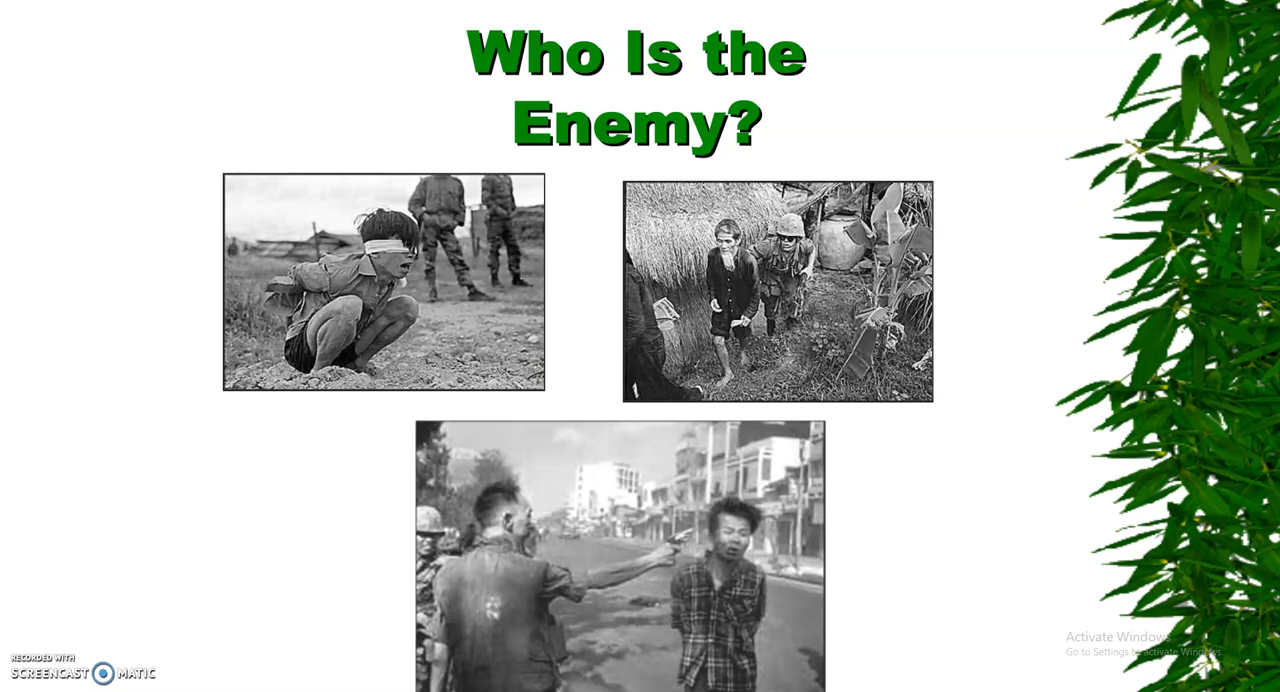 Who Is the
Enemy?
Activate Windows
Go to Settings to activate Windows.
RECORDED WITH
SCREENCAST MATIC